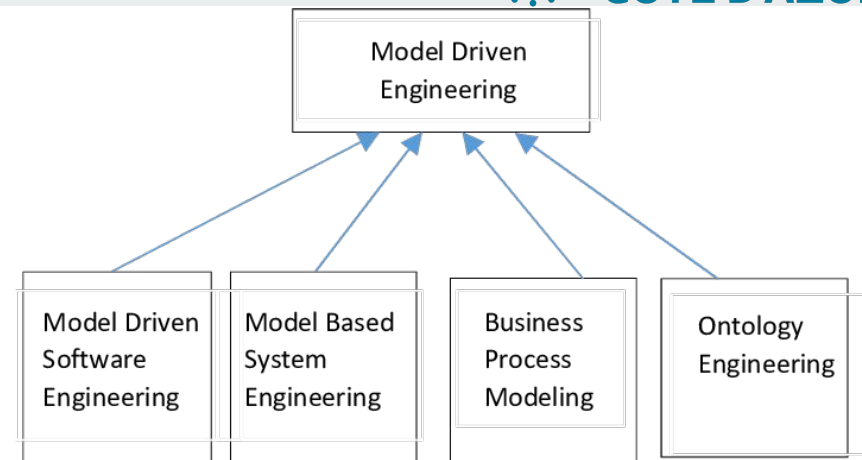 Model Driven
Engineering
Model Driven
Software
Engineering
Model Based
System
Engineering
Business
Process
Modeling
Ontology
Engineering